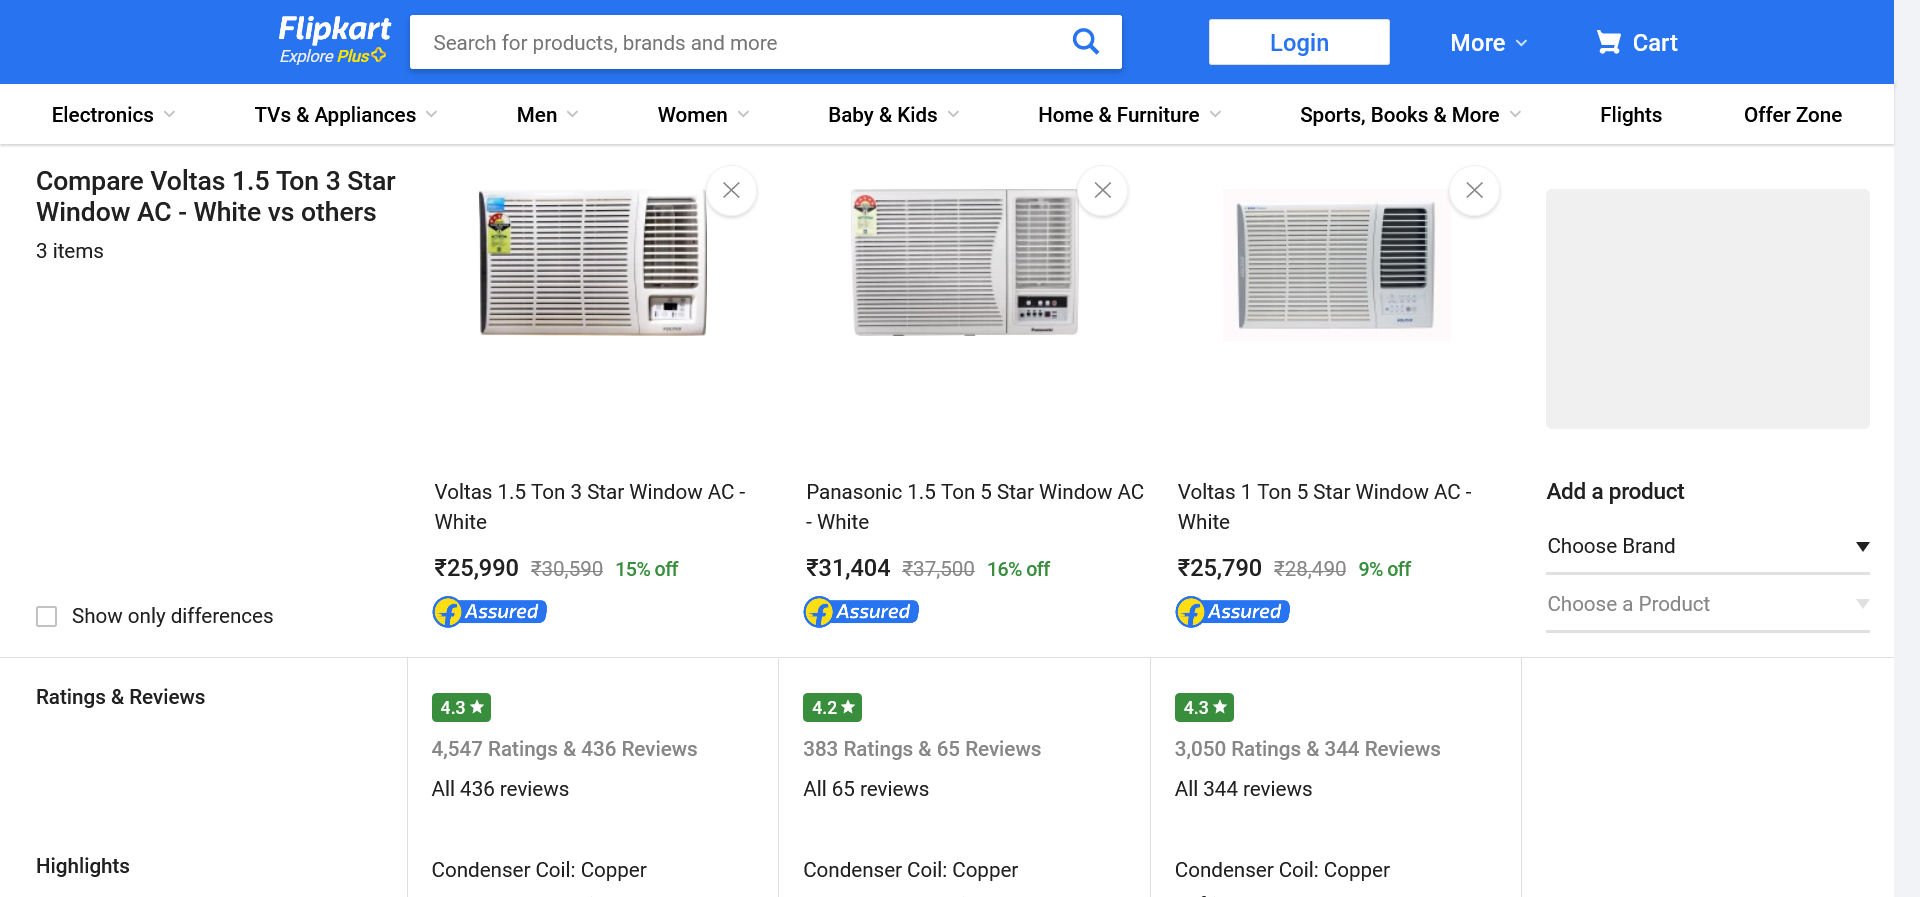 Flipkart
Explore Plus
Search for products, brands and more
Login
More
Cart
Electronics
TVs & Appliances
Men
Women
Baby & Kids
Home & Furniture
Sports, Books & More
Flights
Offer Zone
Compare Voltas 1.5 Ton 3 Star
Window AC - White vs others
3 items
Show only differences
Voltas 1.5 Ton 3 Star Window AC -
White
₹25,990 ₹30,590 15% off
Assured
Panasonic 1.5 Ton 5 Star Window AC
- White
₹31,404 ₹37,500 16% off
Assured
Voltas 1 Ton 5 Star Window AC -
White
₹25,790 ₹28,490 9% off
Assured
Add a product
Choose Brand
Choose a Product
Ratings & Reviews
4.3
4,547 Ratings & 436 Reviews
All 436 reviews
4.2
383 Ratings & 65 Reviews
All 65 reviews
4.3
3,050 Ratings & 344 Reviews
All 344 reviews
Highlights
Condenser Coil: Copper
Condenser Coil: Copper
Condenser Coil: Copper